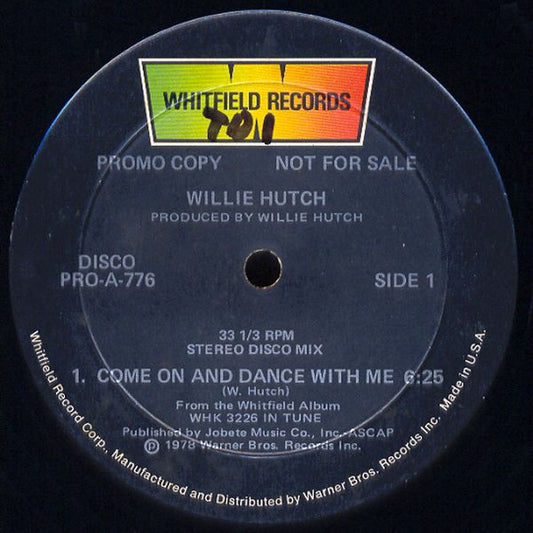 WHITFIELD RECORDS
PROMO COPY NOT FOR SALE
WILLIE HUTCH
PRODUCED BY WILLIE HUTCH
DISCO
PRO-A-776
SIDE 1
33 1/3 RPM
STEREO DISCO MIX
1. COME ON AND DANCE WITH ME 6:25
(W. Hutch)
From the Whitfield Album
WHK 3226 IN TUNE
Published by Jobete Music Co., Inc.-ASCAP
℗ 1978 Warner Bros. Records Inc.
Whitfield Record Corp., Manufactured and Distributed by Warner Bros. Records Inc. Made in U.S.A.